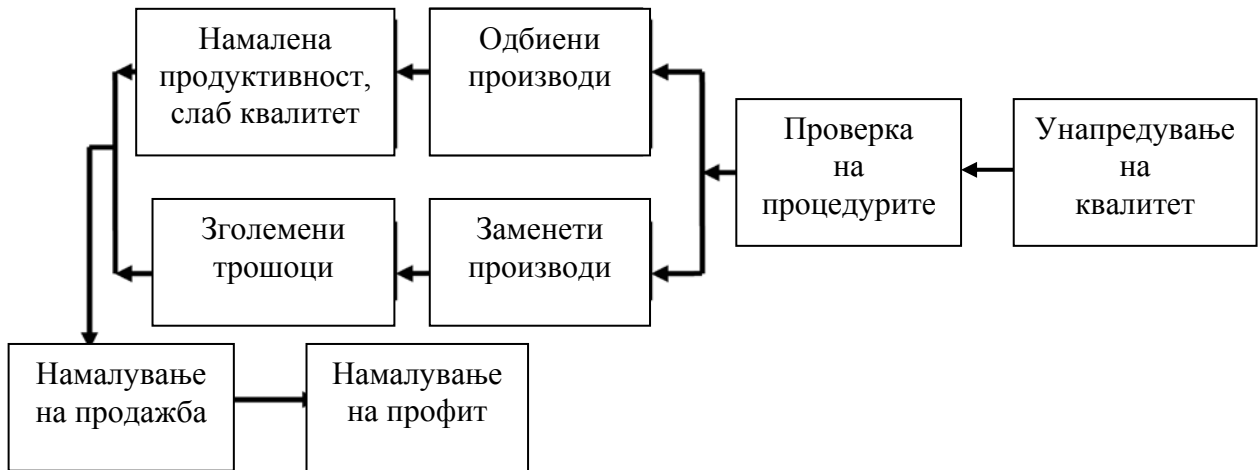 Намалена
продуктивност,
слаб квалитет
Одбиени
производи
Проверка
на
процедурите
Унапредување
на
квалитет
Зголемени
трошоци
Заменети
производи
Намалување
на продажба
Намалување
на профит